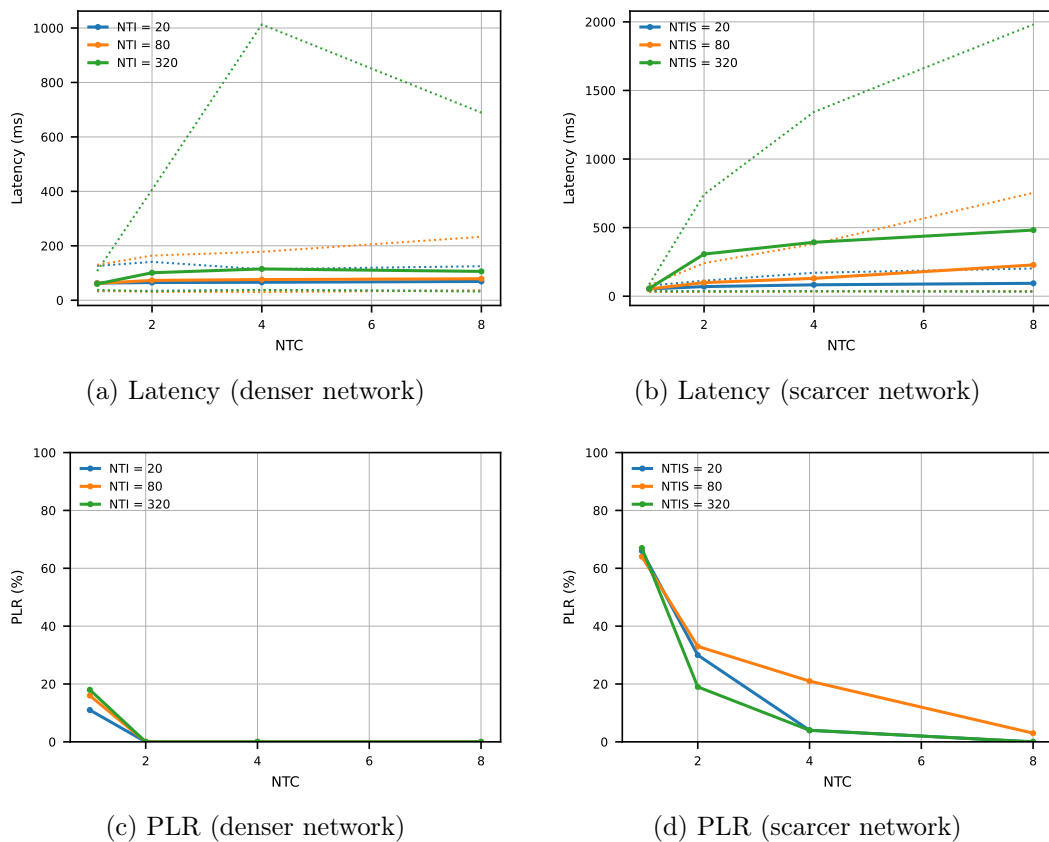 1000
800
600
400
200
0
Latency (ms)
NTI = 20
NTI = 80
NTI = 320
2
4
6
8
NTC
(a) Latency (denser network)
2000
1500
1000
500
0
Latency (ms)
NTIS = 20
NTIS = 80
NTIS = 320
2
4
6
8
NTC
(b) Latency (scarcer network)
100
80
60
40
20
0
PLR (%)
NTI = 20
NTI = 80
NTI = 320
2
4
6
8
NTC
(c) PLR (denser network)
100
80
60
40
20
0
PLR (%)
NTIS = 20
NTIS = 80
NTIS = 320
2
4
6
8
NTC
(d) PLR (scarcer network)